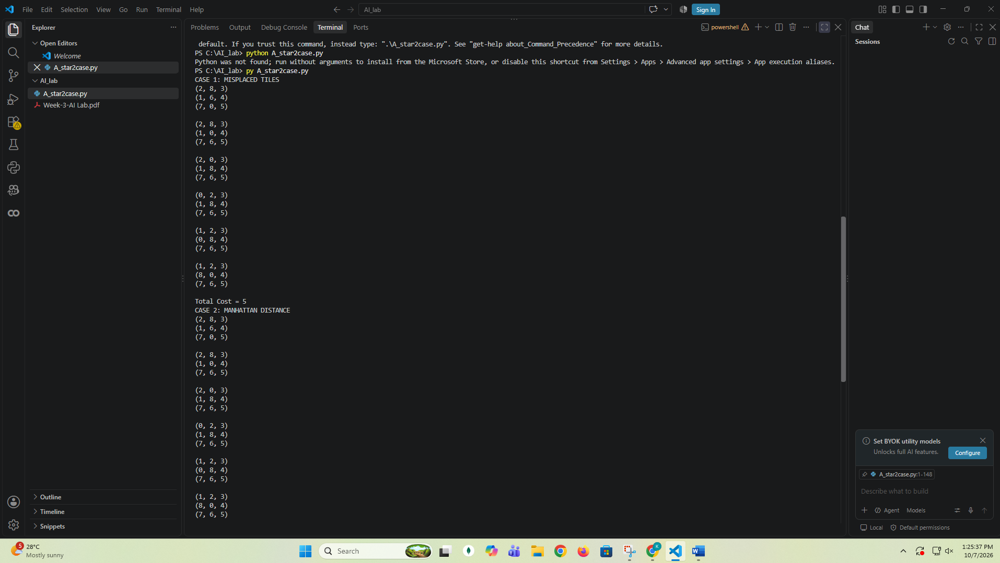 File Edit Selection View Go Run Terminal Help
AI_lab
Sign In
Explorer
Open Editors
Welcome
A_star2case.py
AI_lab
A_star2case.py
Week-3-AI Lab.pdf
Outline
Timeline
Snippets
Problems Output Debug Console Terminal Ports
powershell
default. If you trust this command, instead type: ".\A_star2case.py". See "get-help about_Command_Precedence" for more details.
PS C:\AI_lab> python A_star2case.py
Python was not found; run without arguments to install from the Microsoft Store, or disable this shortcut from Settings > Apps > Advanced app settings > App execution aliases.
PS C:\AI_lab> py A_star2case.py
CASE 1: MISPLACED TILES
(2, 8, 3)
(1, 6, 4)
(7, 0, 5)
(2, 8, 3)
(1, 0, 4)
(7, 6, 5)
(2, 0, 3)
(1, 8, 4)
(7, 6, 5)
(0, 2, 3)
(1, 8, 4)
(7, 6, 5)
(1, 2, 3)
(0, 8, 4)
(7, 6, 5)
(1, 2, 3)
(8, 0, 4)
(7, 6, 5)
Total Cost = 5
CASE 2: MANHATTAN DISTANCE
(2, 8, 3)
(1, 6, 4)
(7, 0, 5)
(2, 8, 3)
(1, 0, 4)
(7, 6, 5)
(2, 0, 3)
(1, 8, 4)
(7, 6, 5)
(0, 2, 3)
(1, 8, 4)
(7, 6, 5)
(1, 2, 3)
(0, 8, 4)
(7, 6, 5)
(1, 2, 3)
(8, 0, 4)
(7, 6, 5)
Chat
Sessions
Set BYOK utility models
Unlocks full AI features.
Configure
A_star2case.py:1-148
Describe what to build
Agent Models
Local Default permissions
5
28°C
Mostly sunny
Search
K
1:25:37 PM
10/7/2026